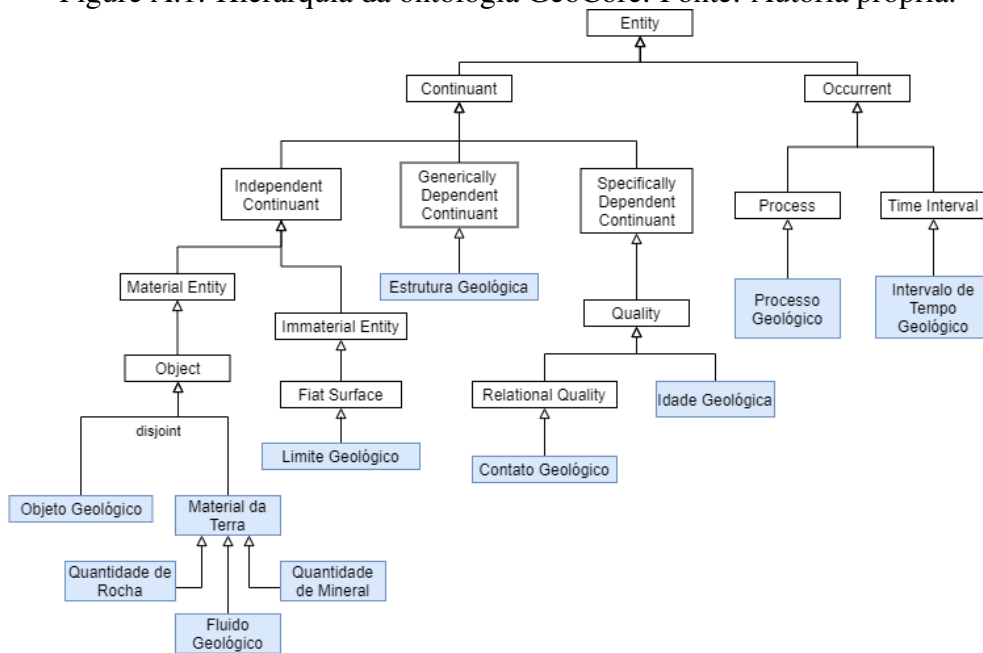 Figure A.1: Hierarquia da ontologia GeoCore. Fonte: Autoria própria.
Entity
Continuant
Occurrent
Independent
Continuant
Generically
Dependent
Continuant
Specifically
Dependent
Continuant
Process
Time Interval
Material Entity
Estrutura Geológica
Processo
Geológico
Intervalo de
Tempo
Geológico
Immaterial Entity
Quality
Object
Fiat Surface
Relational Quality
Idade Geológica
disjoint
Limite Geológico
Contato Geológico
Objeto Geológico
Material da
Terra
Quantidade de
Rocha
Quantidade
de Mineral
Fluido
Geológico